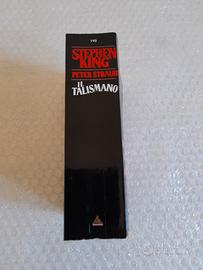 STEPHEN
KING
PETER STRAUB
IL
TALISMANO